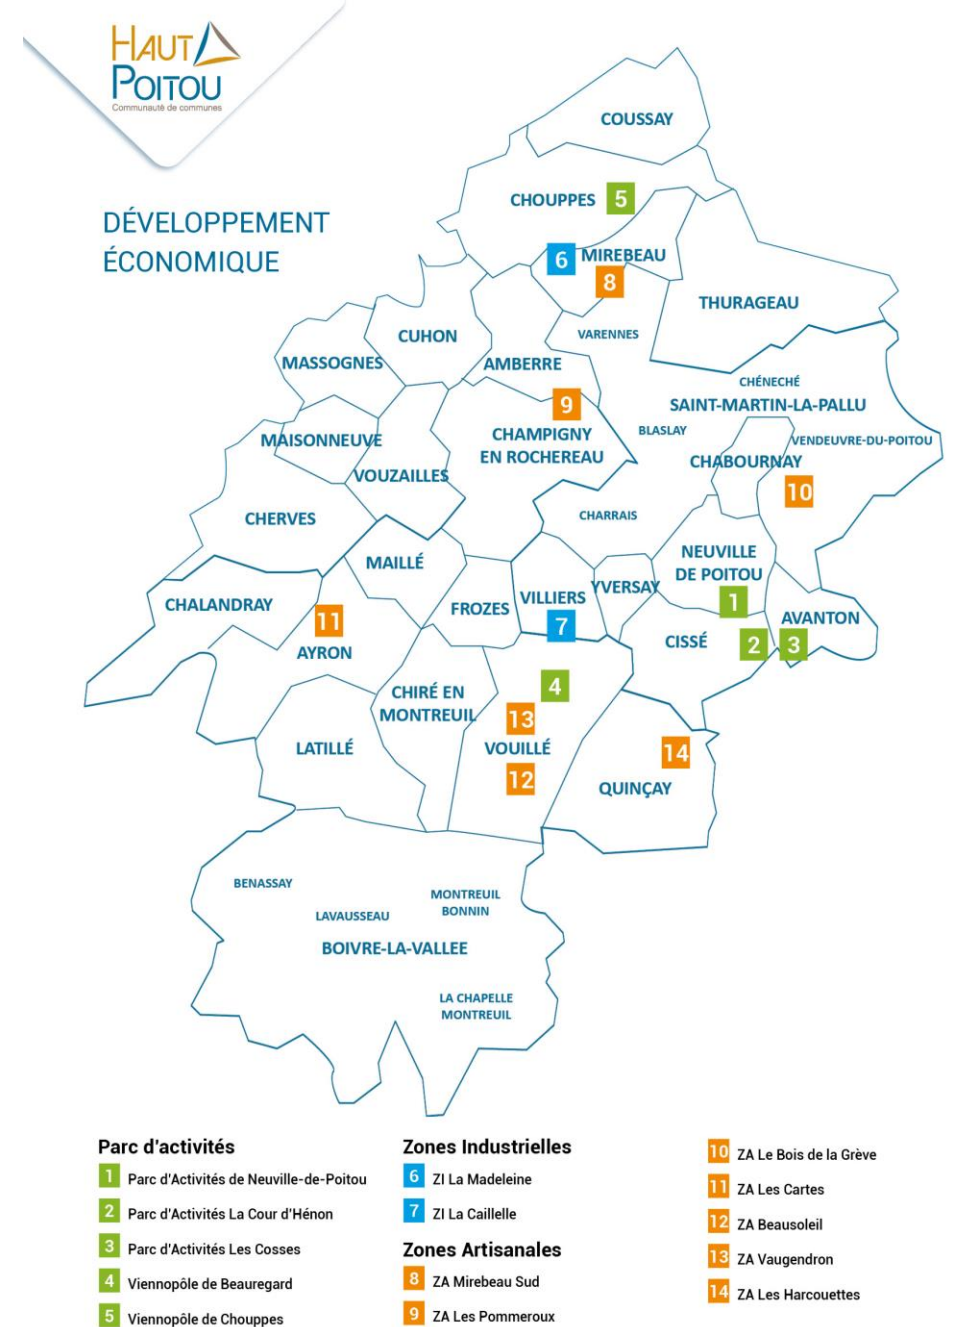 HAUT
POITOU
Communauté de communes
DÉVELOPPEMENT
ÉCONOMIQUE
COUSSAY
CHOUPPES
5
6
MIREBEAU
8
THURAGEAU
VARENNES
CUHON
MASSOGNES
AMBERRE
CHÉNECHÉ
SAINT-MARTIN-LA-PALLU
9
BLASLAY
VENDEUVRE-DU-POITOU
MAISONNEUVE
CHAMPIGNY
EN ROCHEREAU
CHABOURNAY
VOUZAILLES
10
CHERVES
CHARRAIS
MAILLÉ
NEUVILLE
DE POITOU
1
CHALANDRAY
11
FROZES
VILLIERS
7
YVERSAY
AVANTON
3
CISSÉ
2
AYRON
CHIRÉ EN
MONTREUIL
4
13
VOUILLÉ
12
LATILLÉ
14
QUINÇAY
BENASSAY
LAVAUSSEAU
MONTREUIL
BONNIN
BOIVRE-LA-VALLEE
LA CHAPELLE
MONTREUIL
Parc d'activités
1 Parc d'Activités de Neuville-de-Poitou
2 Parc d'Activités La Cour d'Hénon
3 Parc d'Activités Les Cosses
4 Viennopôle de Beauregard
5 Viennopôle de Chouppes
Zones Industrielles
6 ZI La Madeleine
7 ZI La Caillelle
Zones Artisanales
8 ZA Mirebeau Sud
9 ZA Les Pommeroux
10 ZA Le Bois de la Grève
11 ZA Les Cartes
12 ZA Beausoleil
13 ZA Vaugendron
14 ZA Les Harcouettes